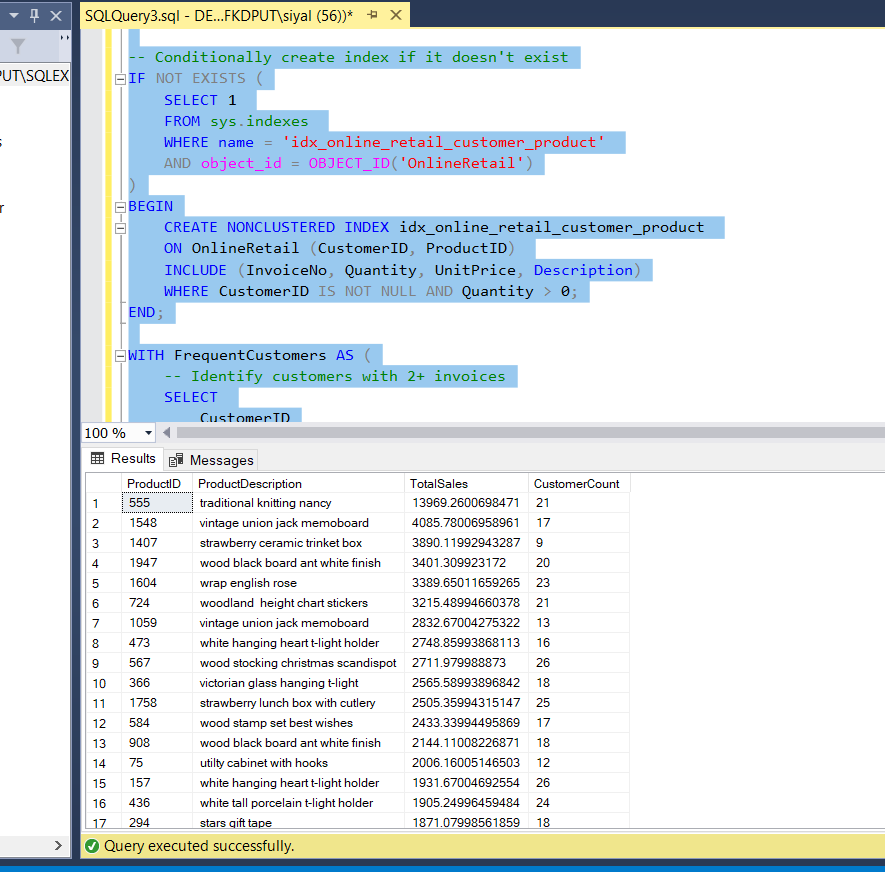 SQLQuery3.sql - DE...FKDPUT\siyal (56))*
PUT\SQLEX
-- Conditionally create index if it doesn't exist
IF NOT EXISTS (
SELECT 1
FROM sys.indexes
WHERE name = 'idx_online_retail_customer_product'
AND object_id = OBJECT_ID('OnlineRetail')
)
BEGIN
CREATE NONCLUSTERED INDEX idx_online_retail_customer_product
ON OnlineRetail (CustomerID, ProductID)
INCLUDE (InvoiceNo, Quantity, UnitPrice, Description)
WHERE CustomerID IS NOT NULL AND Quantity > 0;
END;
WITH FrequentCustomers AS (
-- Identify customers with 2+ invoices
SELECT
CustomerID
100 %
Results Messages
ProductID ProductDescription TotalSales CustomerCount
1 555 traditional knitting nancy 13969.2600698471 21
2 1548 vintage union jack memoboard 4085.78006958961 17
3 1407 strawberry ceramic trinket box 3890.11992943287 9
4 1947 wood black board ant white finish 3401.309923172 20
5 1604 wrap english rose 3389.65011659265 23
6 724 woodland  height chart stickers 3215.48994660378 21
7 1059 vintage union jack memoboard 2832.67004275322 13
8 473 white hanging heart t-light holder 2748.85993868113 16
9 567 wood stocking christmas scandispot 2711.979988873 26
10 366 victorian glass hanging t-light 2565.58993896842 18
11 1758 strawberry lunch box with cutlery 2505.35994315147 25
12 584 wood stamp set best wishes 2433.33994495869 17
13 908 wood black board ant white finish 2144.11008226871 18
14 75 utilty cabinet with hooks 2006.16005146503 12
15 157 white hanging heart t-light holder 1931.67004692554 26
16 436 white tall porcelain t-light holder 1905.24996459484 24
17 294 stars gift tape 1871.07998561859 18
Query executed successfully.